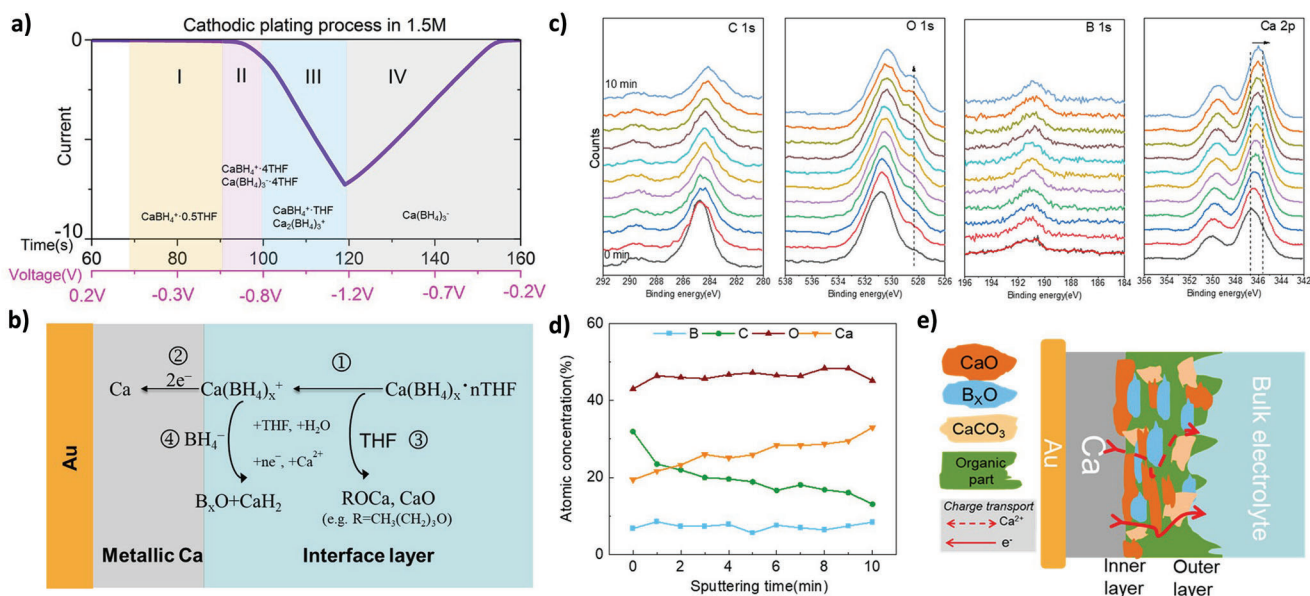 a)
Cathodic plating process in 1.5M
0
I
II
III
IV
Current
CaBH₄⁺·4THF
Ca(BH₄)₃⁻·4THF
CaBH₄⁺·0.5THF
CaBH₄⁺·THF
Ca₂(BH₄)₃⁺
Ca(BH₄)₃⁻
-10
Time(s)
60 80 100 120 140 160
Voltage(V)
0.2V -0.3V -0.8V -1.2V -0.7V -0.2V
b)
Au
②
①
Ca
2e⁻
Ca(BH₄)ₓ⁺
Ca(BH₄)ₓ·nTHF
④ BH₄⁻
+THF, +H₂O
+ne⁻, +Ca²⁺
THF
③
BₓO+CaH₂
ROCa, CaO
(e.g. R=CH₃(CH₂)₃O)
Metallic Ca
Interface layer
c)
C 1s
O 1s
B 1s
Ca 2p
Counts
10 min
0 min
292 290 288 286 284 282 280
538 536 534 532 530 528 526
196 194 192 190 188 186 184
356 354 352 350 348 346 344 342
Binding energy(eV)
Binding energy(eV)
Binding energy(eV)
Binding energy(eV)
d)
B C O Ca
Atomic concentration(%)
60
40
20
0
0 2 4 6 8 10
Sputtering time(min)
e)
CaO
BₓO
CaCO₃
Organic
part
Charge transport
Ca²⁺
e⁻
Au
Ca
Bulk electrolyte
Inner
layer
Outer
layer